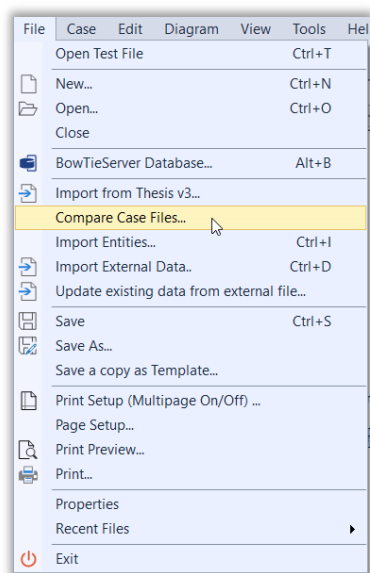 File Case Edit Diagram View Tools Hel
Open Test File Ctrl+T
New... Ctrl+N
Open... Ctrl+O
Close
BowTieServer Database... Alt+B
Import from Thesis v3...
Compare Case Files...
Import Entities... Ctrl+I
Import External Data.. Ctrl+D
Update existing data from external file...
Save Ctrl+S
Save As...
Save a copy as Template...
Print Setup (Multipage On/Off) ...
Page Setup...
Print Preview...
Print...
Properties
Recent Files
Exit